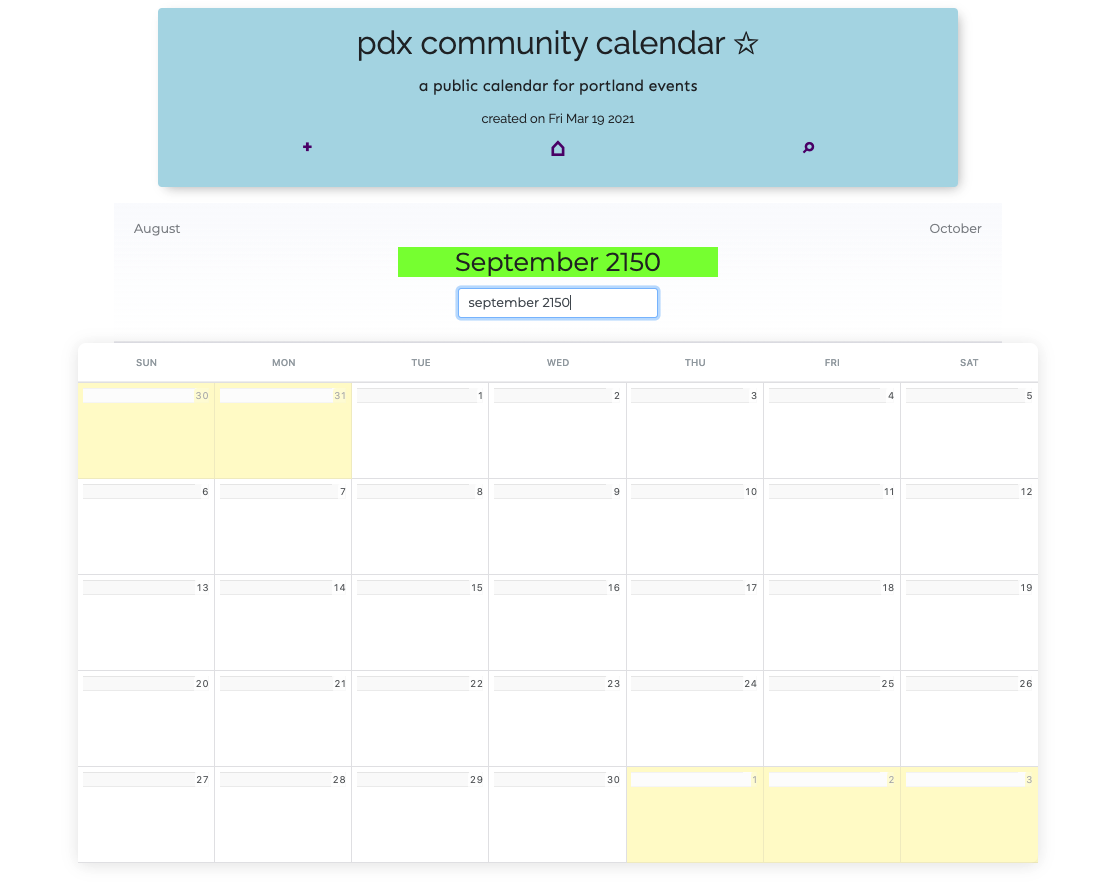 pdx community calendar ☆
a public calendar for portland events
created on Fri Mar 19 2021
August October
September 2150
september 2150
SUN MON TUE WED THU FRI SAT
30 31 1 2 3 4 5
6 7 8 9 10 11 12
13 14 15 16 17 18 19
20 21 22 23 24 25 26
27 28 29 30 1 2 3